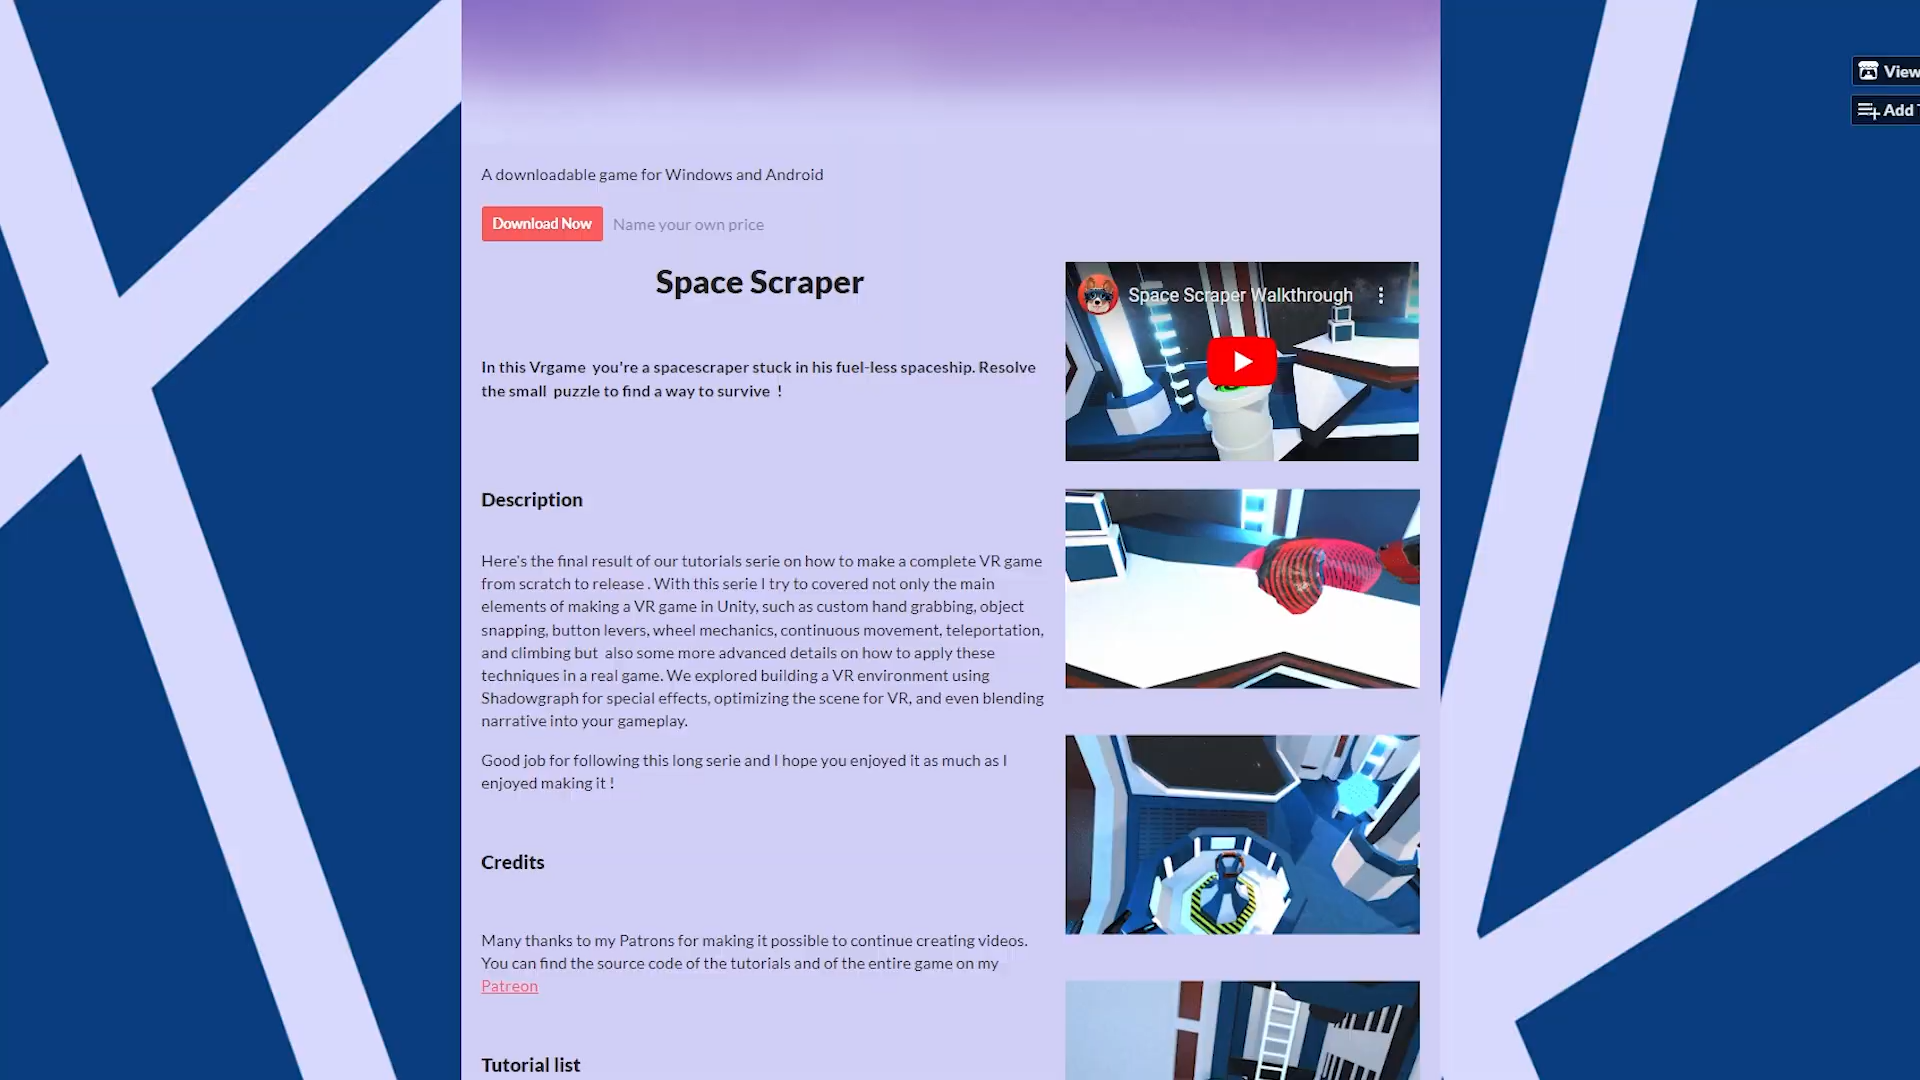 View
Add
A downloadable game for Windows and Android
Download Now Name your own price
Space Scraper
Space Scraper Walkthrough
In this Vrgame you're a spacescraper stuck in his fuel-less spaceship. Resolve
the small puzzle to find a way to survive !
Description
Here's the final result of our tutorials serie on how to make a complete VR game
from scratch to release . With this serie I try to covered not only the main
elements of making a VR game in Unity, such as custom hand grabbing, object
snapping, button levers, wheel mechanics, continuous movement, teleportation,
and climbing but also some more advanced details on how to apply these
techniques in a real game. We explored building a VR environment using
Shadowgraph for special effects, optimizing the scene for VR, and even blending
narrative into your gameplay.
Good job for following this long serie and I hope you enjoyed it as much as I
enjoyed making it !
Credits
Many thanks to my Patrons for making it possible to continue creating videos.
You can find the source code of the tutorials and of the entire game on my
Patreon
Tutorial list